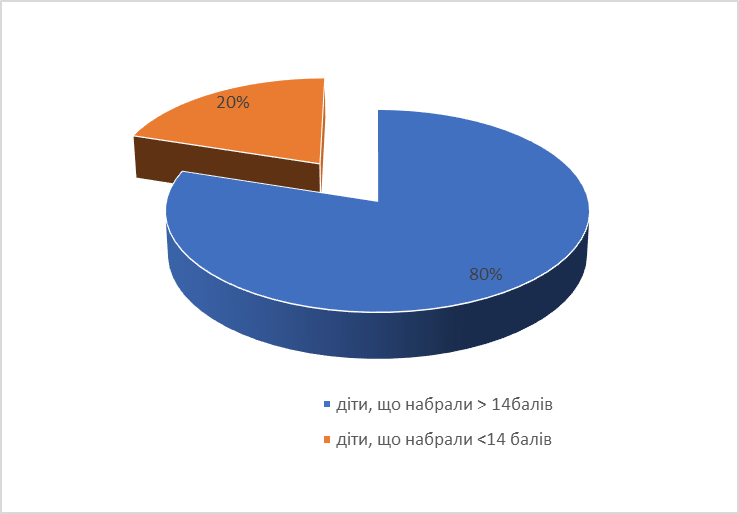 20%
80%
діти, що набрали > 14балів
діти, що набрали <14 балів